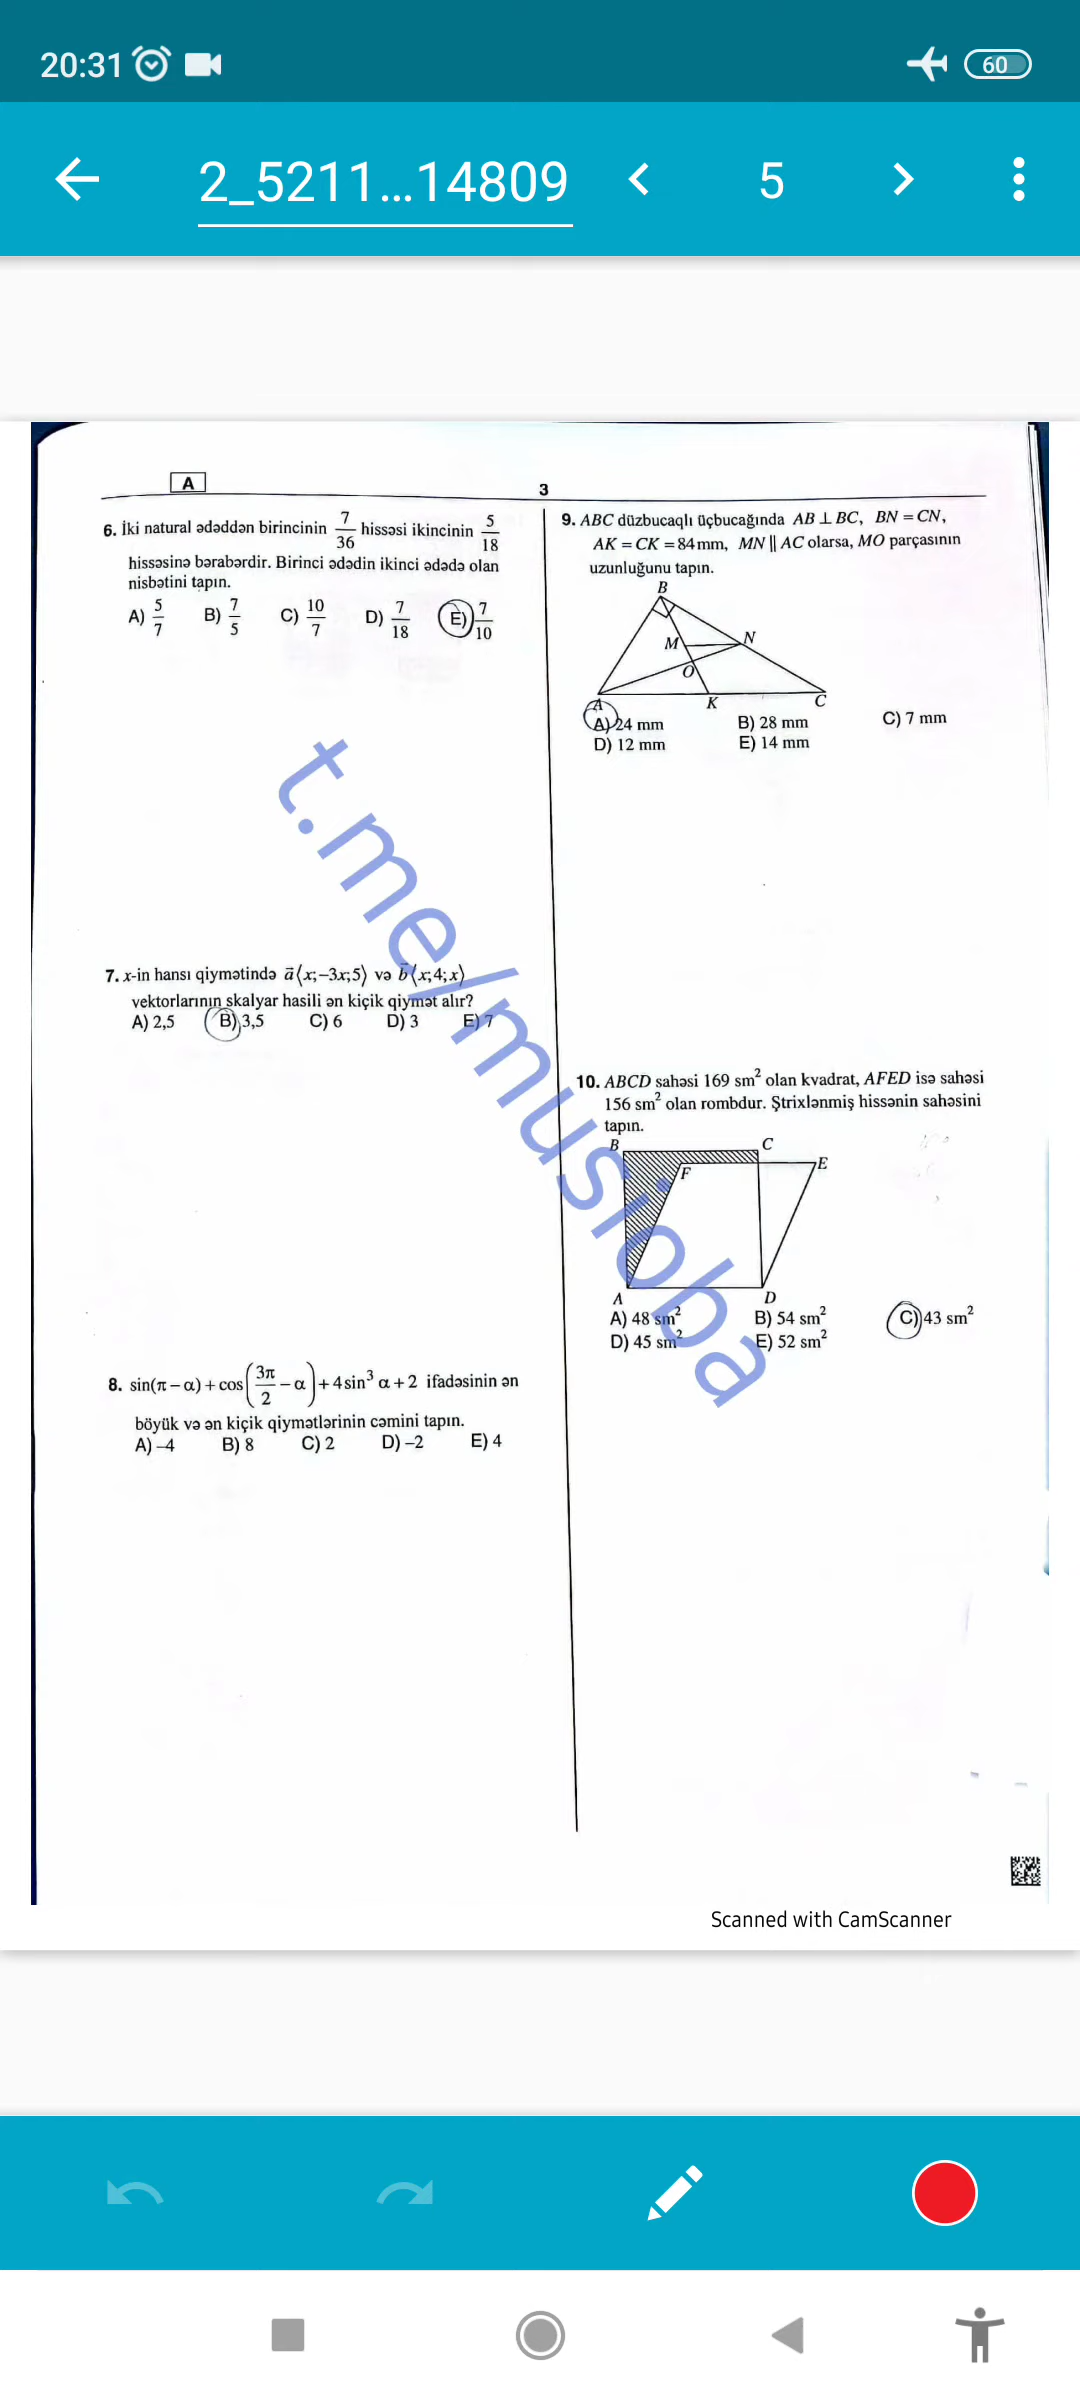 20:31
60
2_5211...14809
5
A
3
6. İki natural ədəddən birincinin 7/36 hissəsi ikincinin 5/18
hissəsinə bərabərdir. Birinci ədədin ikinci ədədə olan
nisbətini tapın.
A) 5/7 B) 7/5 C) 10/7 D) 7/18 E) 7/10
7. x-in hansı qiymətində a̅(x;–3x;5) və b̅(x;4;x)
vektorlarının skalyar hasili ən kiçik qiymət alır?
A) 2,5 B) 3,5 C) 6 D) 3 E) 7
8. sin(π – α) + cos(3π/2 – α) + 4sin³ α + 2 ifadəsinin ən
böyük və ən kiçik qiymətlərinin cəmini tapın.
A) –4 B) 8 C) 2 D) –2 E) 4
9. ABC düzbucaqlı üçbucağında AB ⊥ BC, BN = CN,
AK = CK = 84 mm, MN || AC olarsa, MO parçasının
uzunluğunu tapın.
B
M
N
O
A
K
C
A) 24 mm B) 28 mm C) 7 mm
D) 12 mm E) 14 mm
10. ABCD sahəsi 169 sm² olan kvadrat, AFED isə sahəsi
156 sm² olan rombdur. Ştrixlənmiş hissənin sahəsini
tapın.
B
C
F
E
A
D
A) 48 sm² B) 54 sm² C) 43 sm²
D) 45 sm² E) 52 sm²
t.me/musioba
Scanned with CamScanner